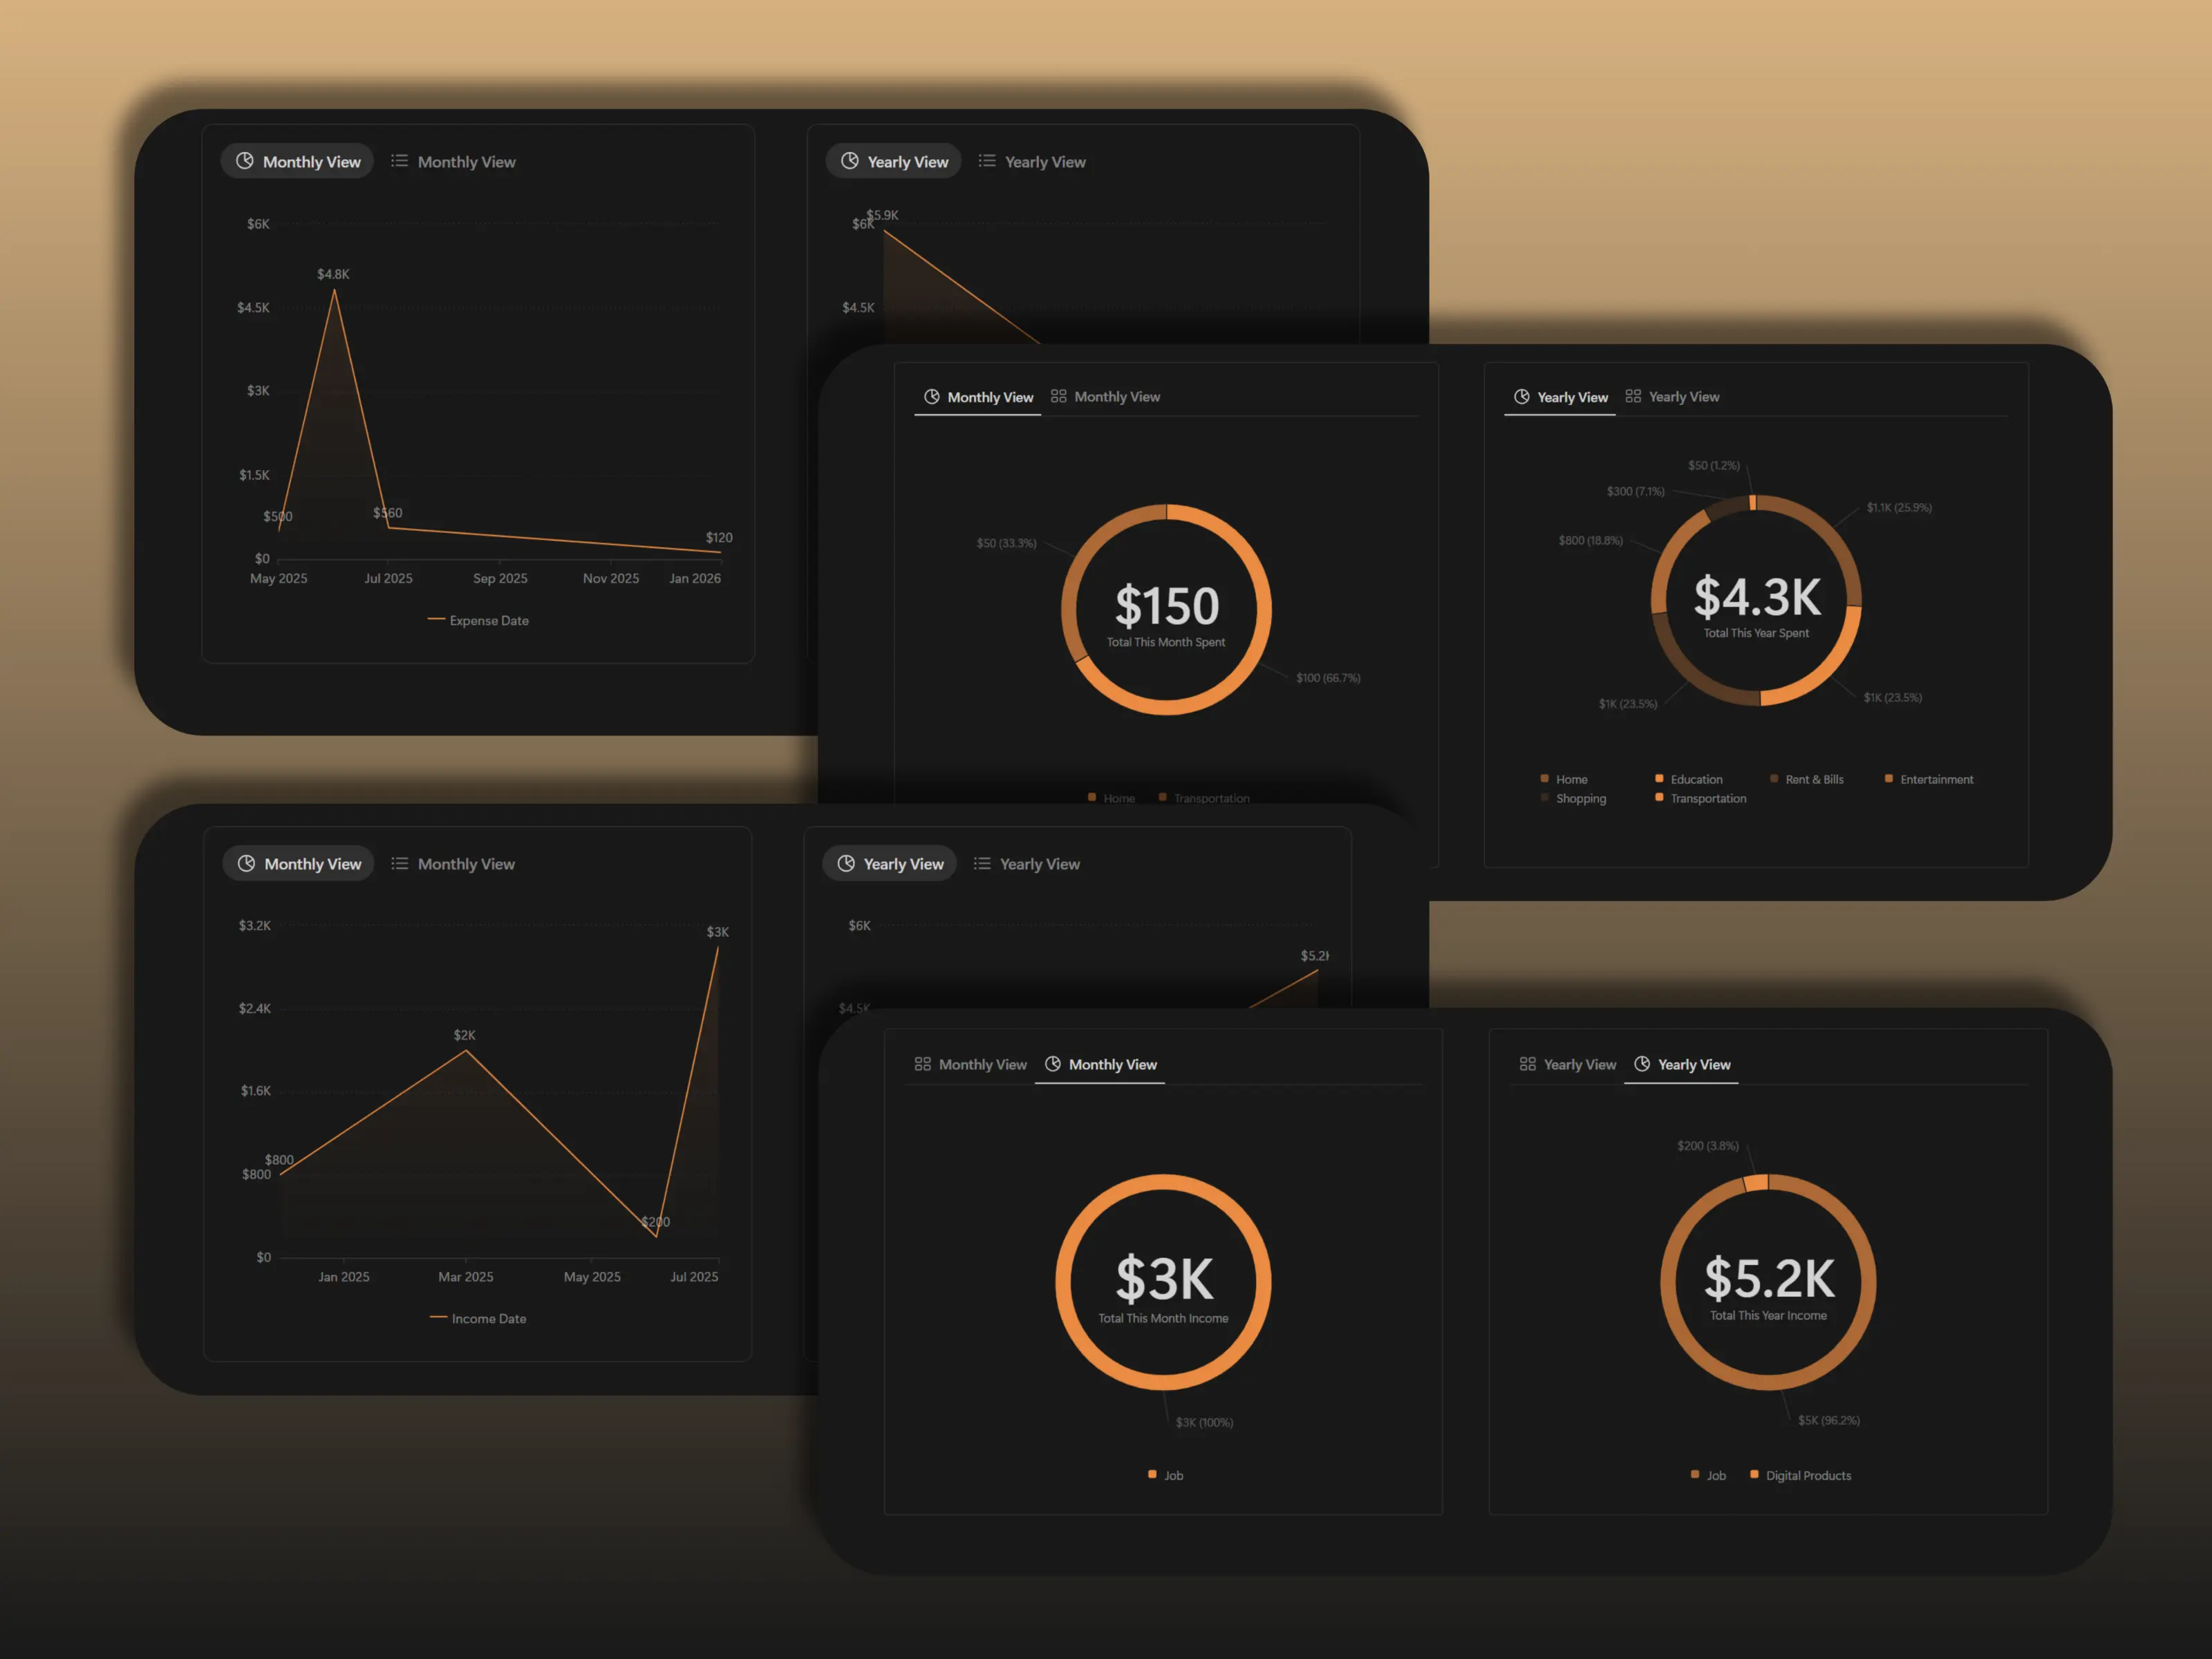 Monthly View
Monthly View
$6K
$4.8K
$4.5K
$3K
$1.5K
$500
$560
$120
$0
May 2025
Jul 2025
Sep 2025
Nov 2025
Jan 2026
Expense Date
Yearly View
Yearly View
$5.9K
$6K
$4.5K
Monthly View
Monthly View
$50 (33.3%)
$150
Total This Month Spent
$100 (66.7%)
Home
Transportation
Yearly View
Yearly View
$50 (1.2%)
$300 (7.1%)
$1.1K (25.9%)
$800 (18.8%)
$4.3K
Total This Year Spent
$1K (23.5%)
$1K (23.5%)
Home
Education
Rent & Bills
Entertainment
Shopping
Transportation
Monthly View
Monthly View
$3.2K
$3K
$2.4K
$2K
$1.6K
$800
$800
$200
$0
Jan 2025
Mar 2025
May 2025
Jul 2025
Income Date
Yearly View
Yearly View
$6K
$5.2K
$4.5K
Monthly View
Monthly View
$3K
Total This Month Income
$3K (100%)
Job
Yearly View
Yearly View
$200 (3.8%)
$5.2K
Total This Year Income
$5K (96.2%)
Job
Digital Products